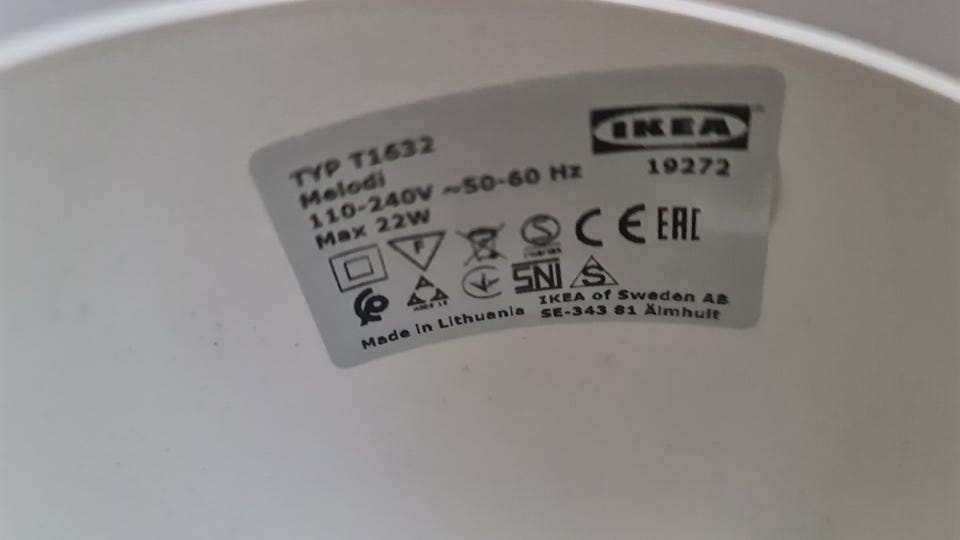 TYP T1632
Melodi
110-240V ~50-60 Hz
Max 22W
IKEA
19272
F
S
CE EAC
SNI
S
Made in Lithuania
IKEA of Sweden AB
SE-343 81 Älmhult